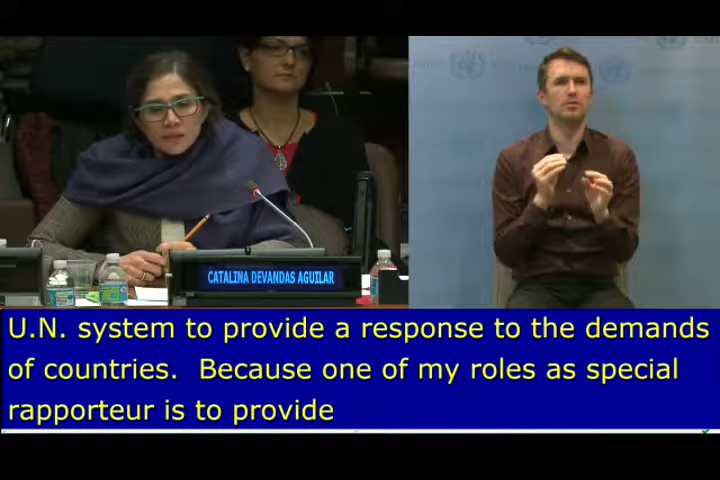 CATALINA DEVANDAS AGUILAR
U.N. system to provide a response to the demands
of countries.  Because one of my roles as special
rapporteur is to provide